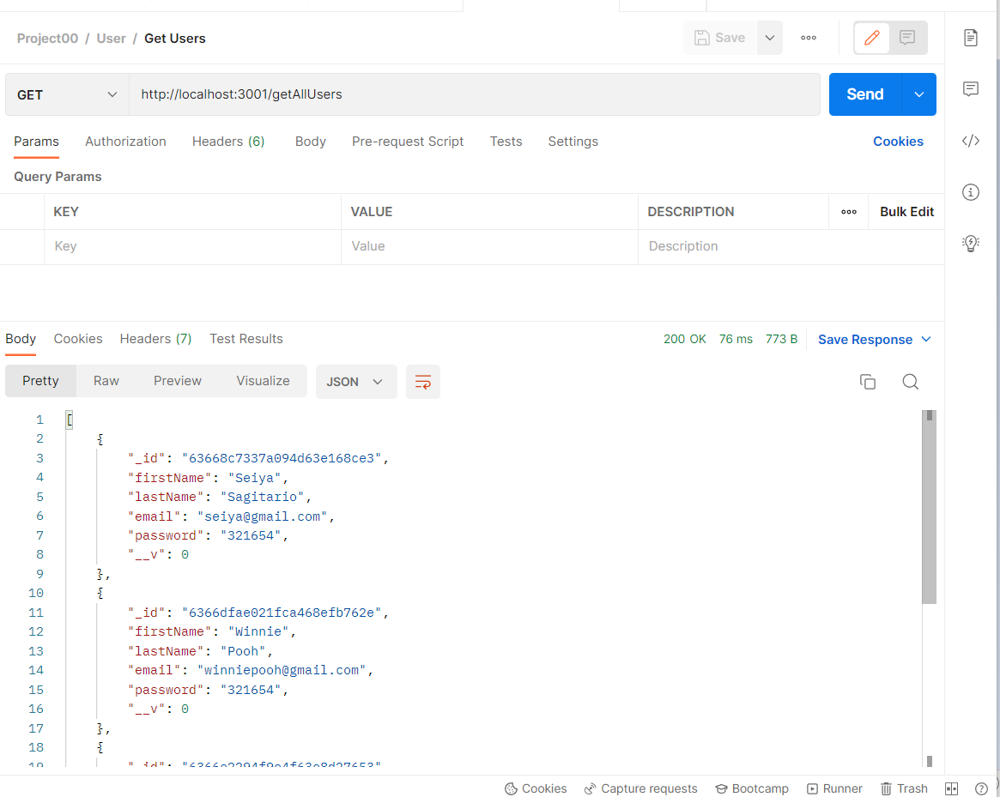 Project00 / User / Get Users
Save
GET
http://localhost:3001/getAllUsers
Send
Params Authorization Headers (6) Body Pre-request Script Tests Settings Cookies
Query Params
KEY VALUE DESCRIPTION Bulk Edit
Key Value Description
Body Cookies Headers (7) Test Results 200 OK 76 ms 773 B Save Response
Pretty Raw Preview Visualize JSON
1 [
2 {
3 "_id": "63668c7337a094d63e168ce3",
4 "firstName": "Seiya",
5 "lastName": "Sagitario",
6 "email": "seiya@gmail.com",
7 "password": "321654",
8 "__v": 0
9 },
10 {
11 "_id": "6366dfae021fca468efb762e",
12 "firstName": "Winnie",
13 "lastName": "Pooh",
14 "email": "winniepooh@gmail.com",
15 "password": "321654",
16 "__v": 0
17 },
18 {
19 "_id":
Cookies Capture requests Bootcamp Runner Trash